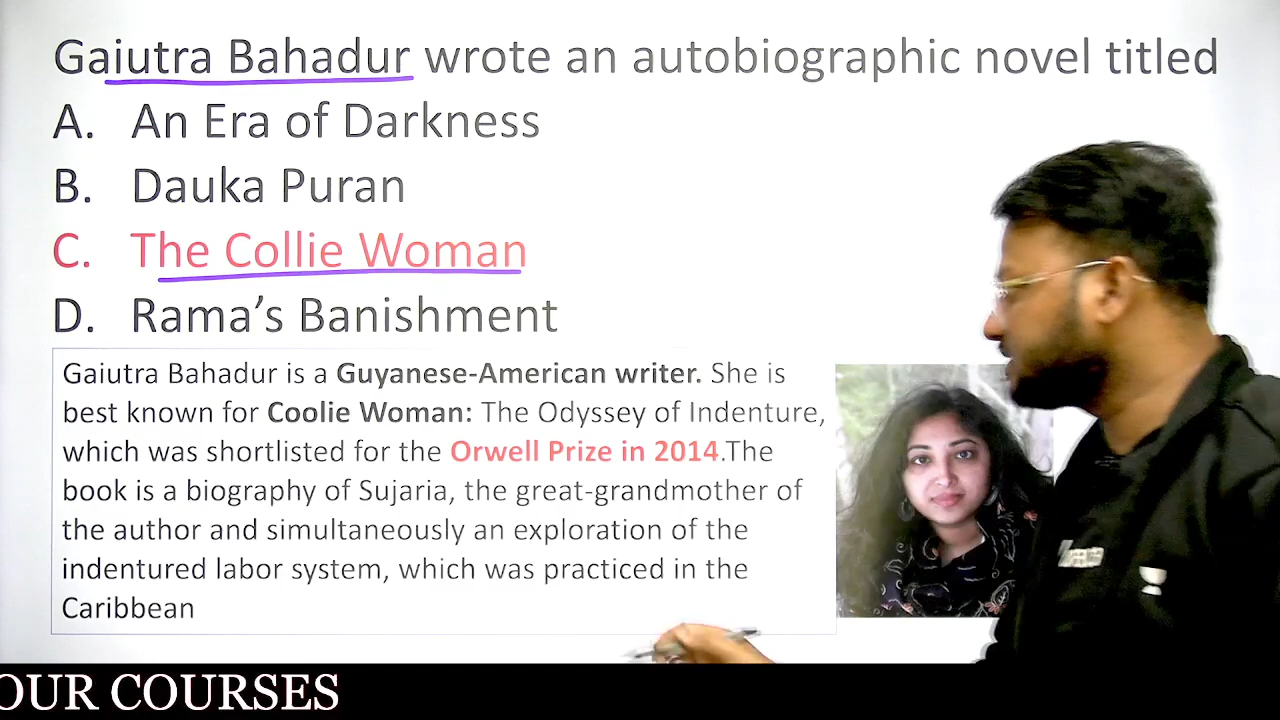 Gaiutra Bahadur wrote an autobiographic novel titled
A. An Era of Darkness
B. Dauka Puran
C. The Collie Woman
D. Rama’s Banishment
Gaiutra Bahadur is a Guyanese-American writer. She is
best known for Coolie Woman: The Odyssey of Indenture,
which was shortlisted for the Orwell Prize in 2014.The
book is a biography of Sujaria, the great-grandmother of
the author and simultaneously an exploration of the
indentured labor system, which was practiced in the
Caribbean
OUR COURSES